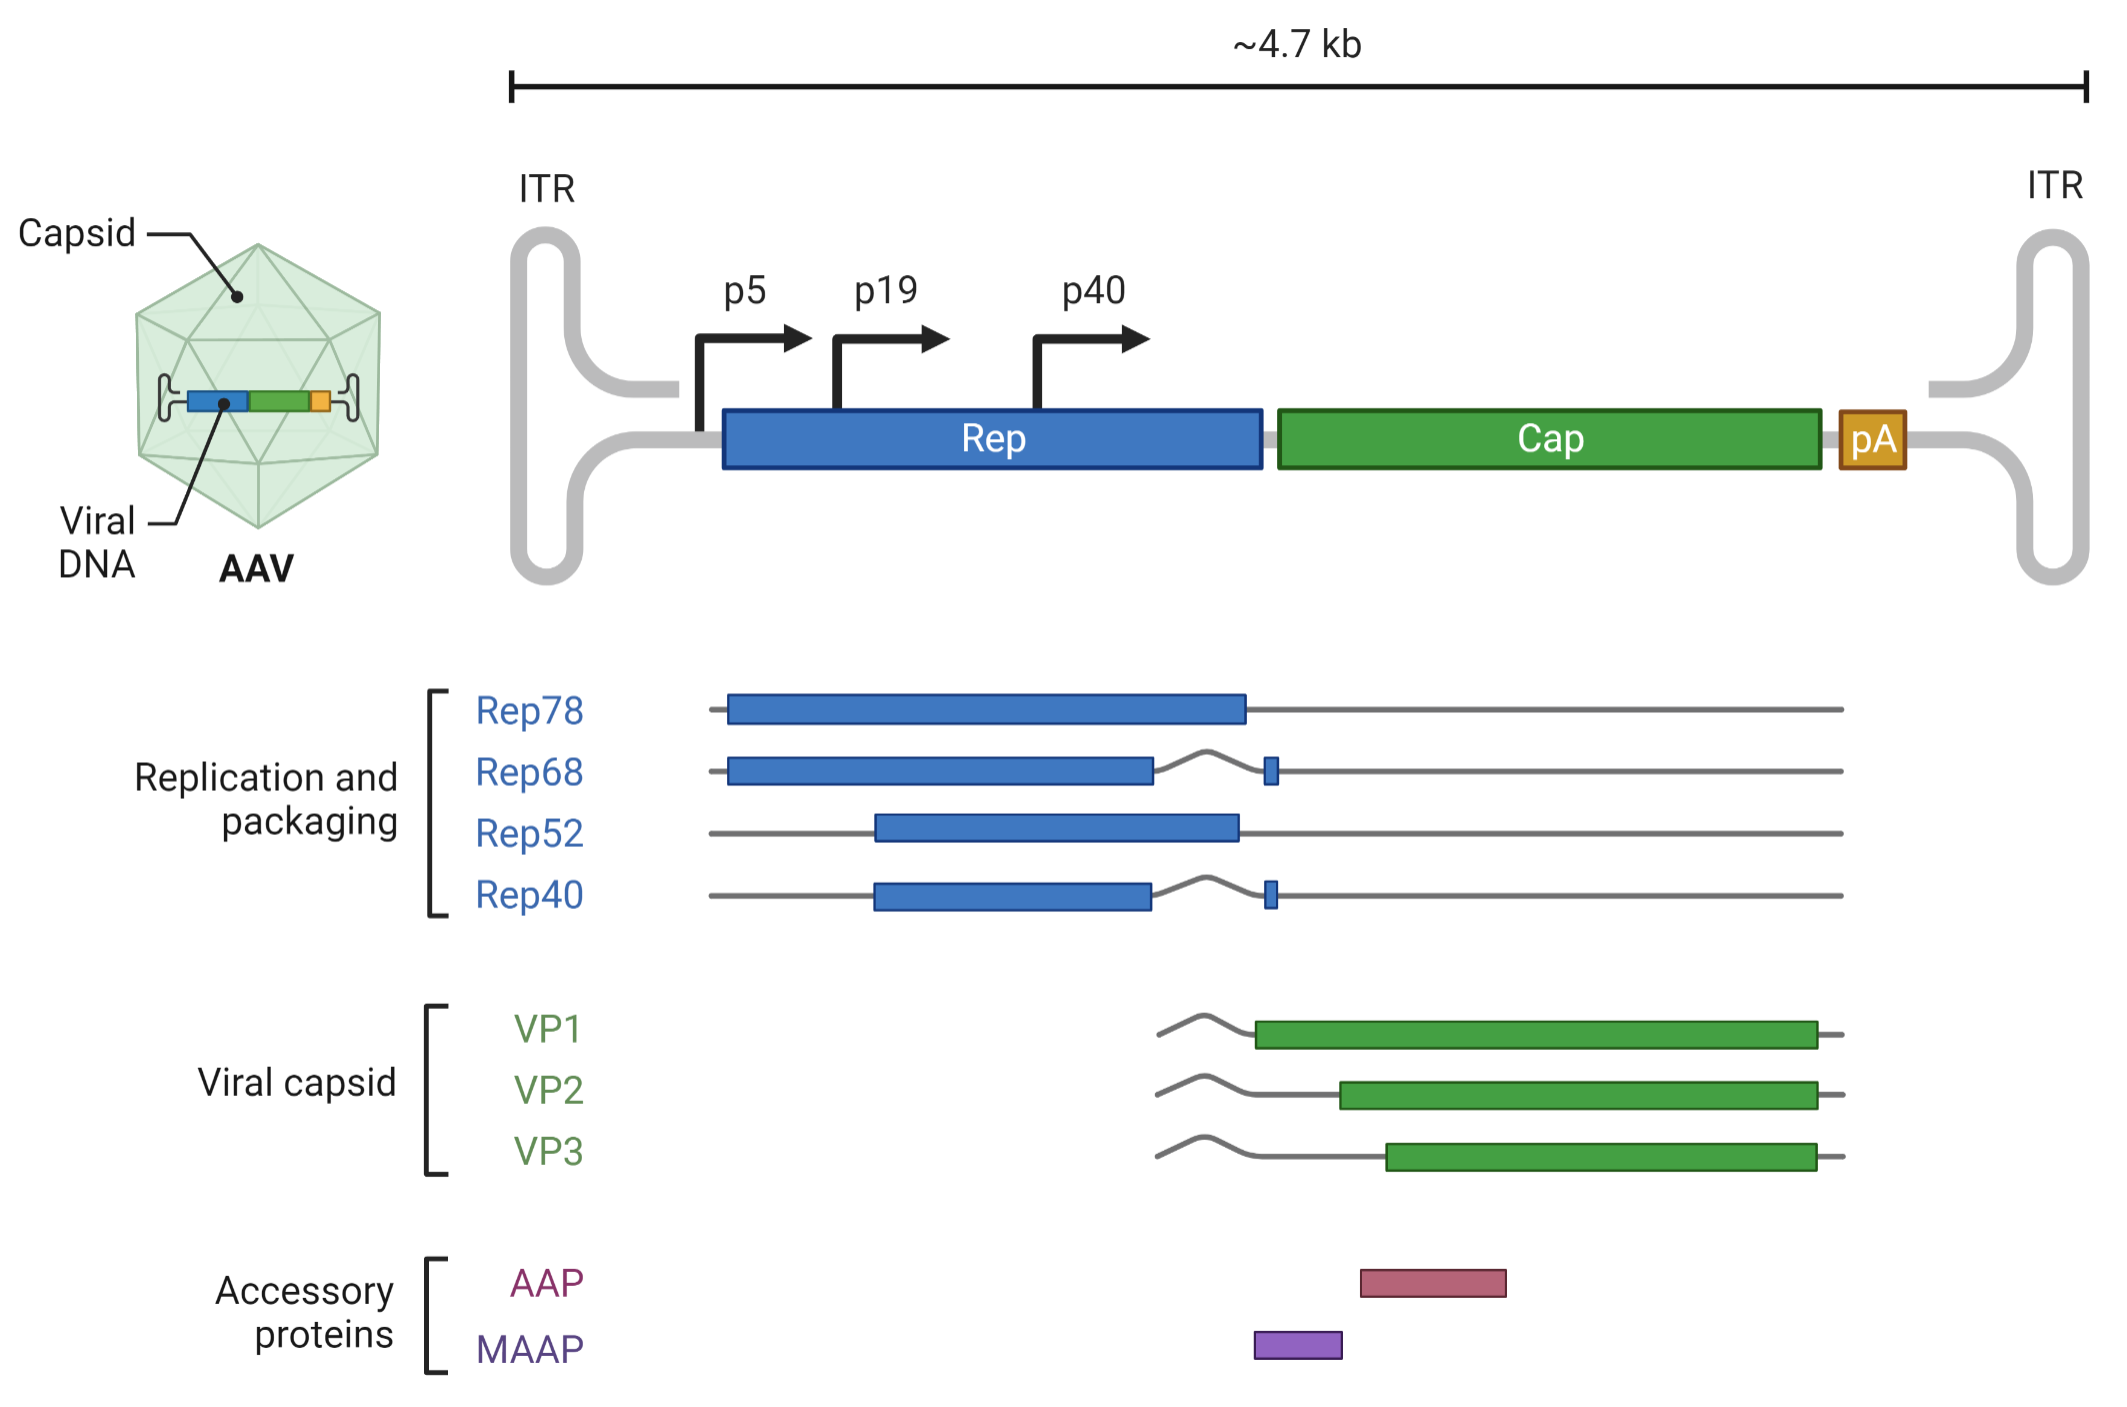 ~4.7 kb
ITR
ITR
Capsid
p5
p19
p40
Rep
Cap
pA
Viral
DNA
AAV
Replication and
packaging
Rep78
Rep68
Rep52
Rep40
Viral capsid
VP1
VP2
VP3
Accessory
proteins
AAP
MAAP